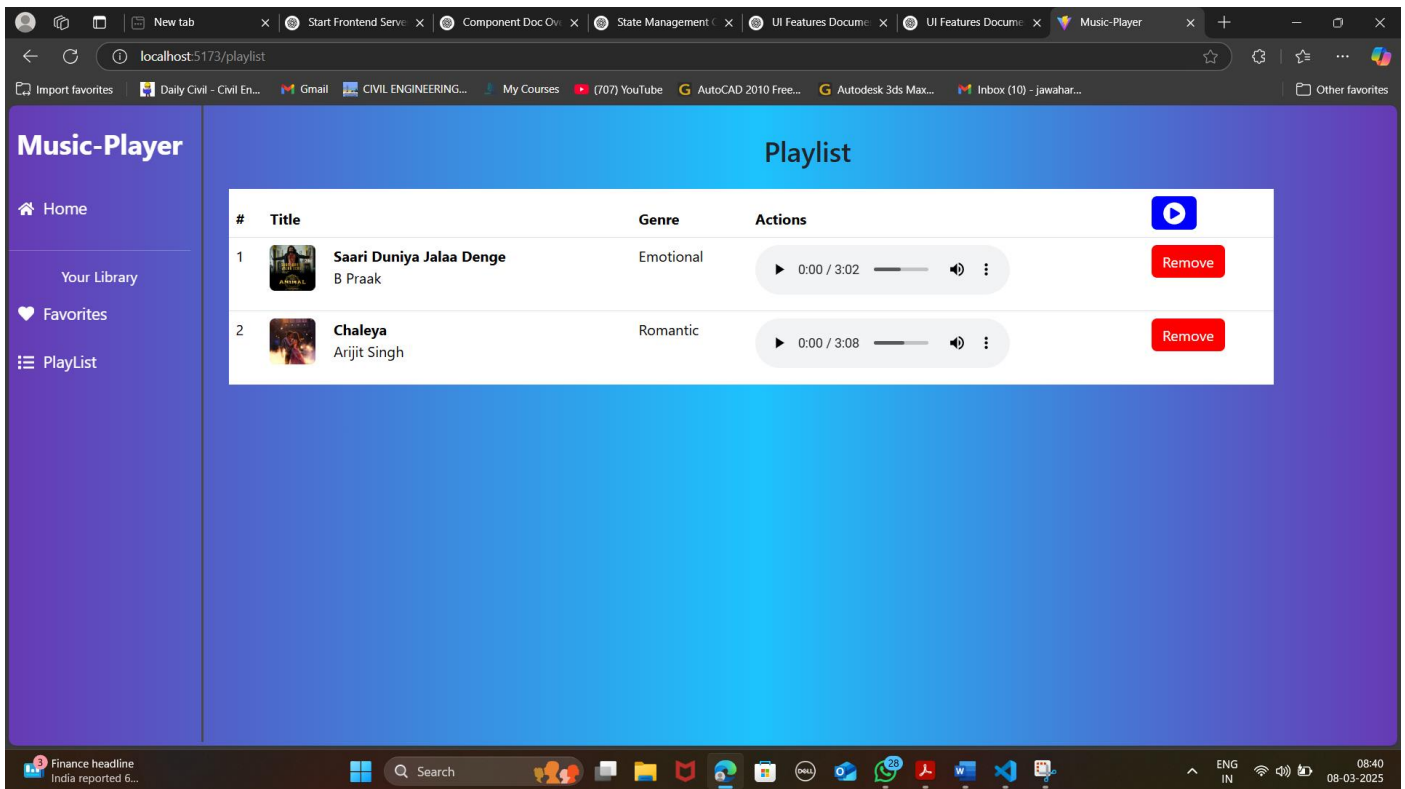 New tab
Start Frontend Serve
Component Doc Ov
State Management
UI Features Docume
UI Features Docume
Music-Player
localhost:5173/playlist
Import favorites
Daily Civil - Civil En...
Gmail
CIVIL ENGINEERING...
My Courses
(707) YouTube
AutoCAD 2010 Free...
Autodesk 3ds Max...
Inbox (10) - jawahar...
Other favorites
Music-Player
Home
Your Library
Favorites
PlayList
Playlist
# Title Genre Actions
1 Saari Duniya Jalaa Denge Emotional 0:00 / 3:02 Remove
B Praak
2 Chaleya Romantic 0:00 / 3:08 Remove
Arijit Singh
3 Finance headline
India reported 6...
Search
DELL
28
ENG
IN
08:40
08-03-2025